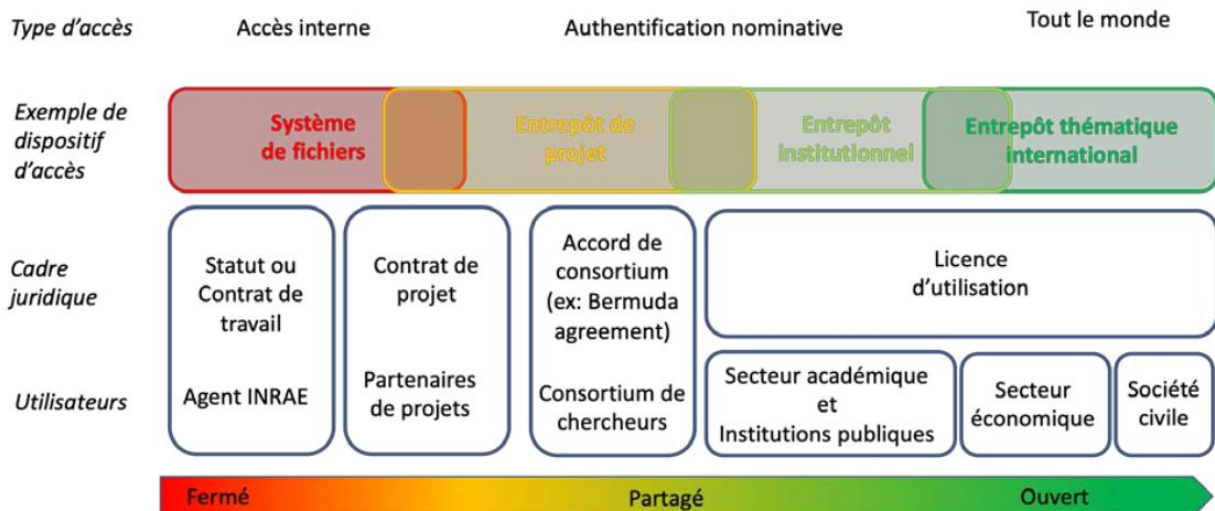 Type d’accès
Accès interne
Authentification nominative
Tout le monde
Exemple de
dispositif
d’accès
Système
de fichiers
Entrepôt de
projet
Entrepôt
institutionnel
Entrepôt thématique
international
Cadre
juridique
Statut ou
Contrat de
travail
Contrat de
projet
Accord de
consortium
(ex: Bermuda
agreement)
Licence
d’utilisation
Utilisateurs
Agent INRAE
Partenaires
de projets
Consortium de
chercheurs
Secteur académique
et
Institutions publiques
Secteur
économique
Société
civile
Fermé
Partagé
Ouvert